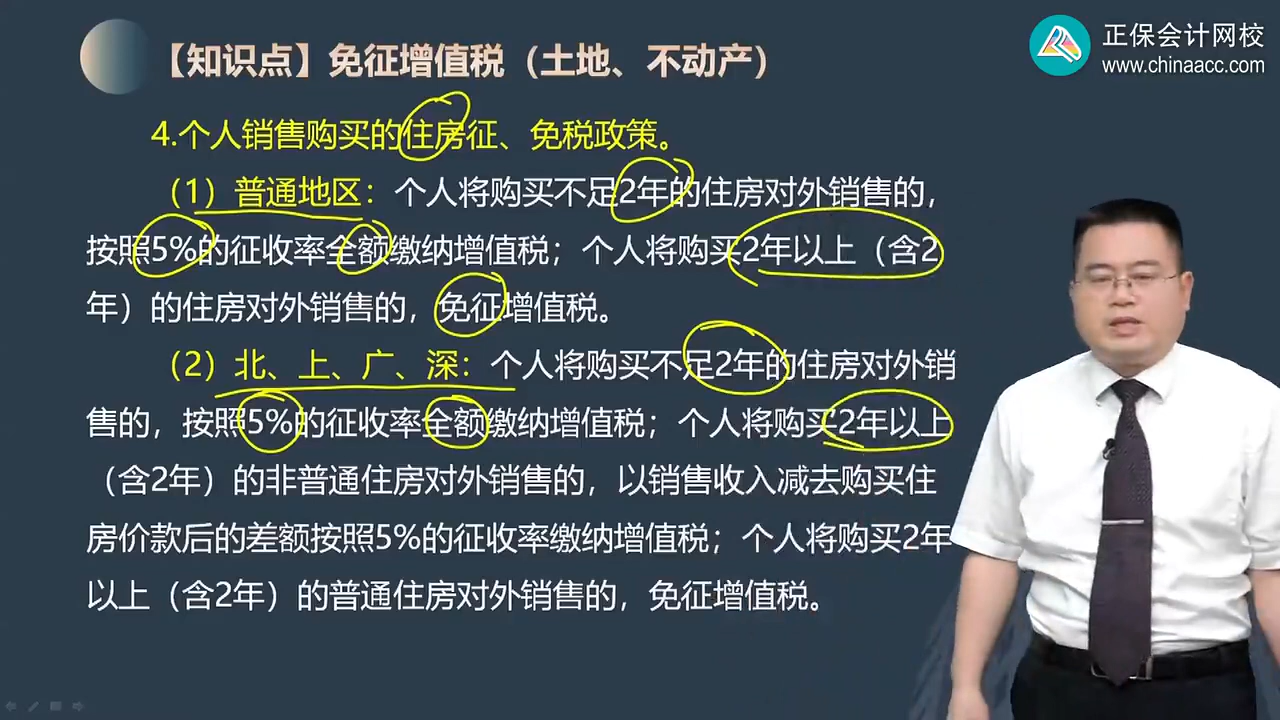 【知识点】免征增值税（土地、不动产）
正保会计网校
www.chinaacc.com
4.个人销售购买的住房征、免税政策。
（1）普通地区：个人将购买不足2年的住房对外销售的，
按照5%的征收率全额缴纳增值税；个人将购买2年以上（含2
年）的住房对外销售的，免征增值税。
（2）北、上、广、深：个人将购买不足2年的住房对外销
售的，按照5%的征收率全额缴纳增值税；个人将购买2年以上
（含2年）的非普通住房对外销售的，以销售收入减去购买住
房价款后的差额按照5%的征收率缴纳增值税；个人将购买2年
以上（含2年）的普通住房对外销售的，免征增值税。